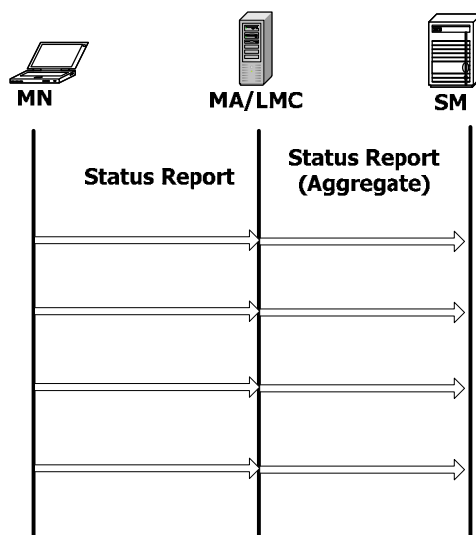 MN
MA/LMC
SM
Status Report
Status Report
(Aggregate)